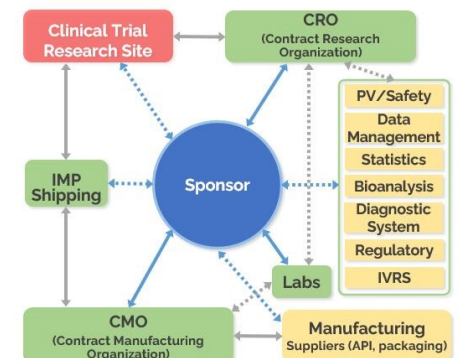 Clinical Trial
Research Site
CRO
(Contract Research
Organization)
PV/Safety
Data
Management
Statistics
Bioanalysis
Diagnostic
System
Regulatory
IVRS
IMP
Shipping
Sponsor
Labs
CMO
(Contract Manufacturing
Organization)
Manufacturing
Suppliers (API, packaging)